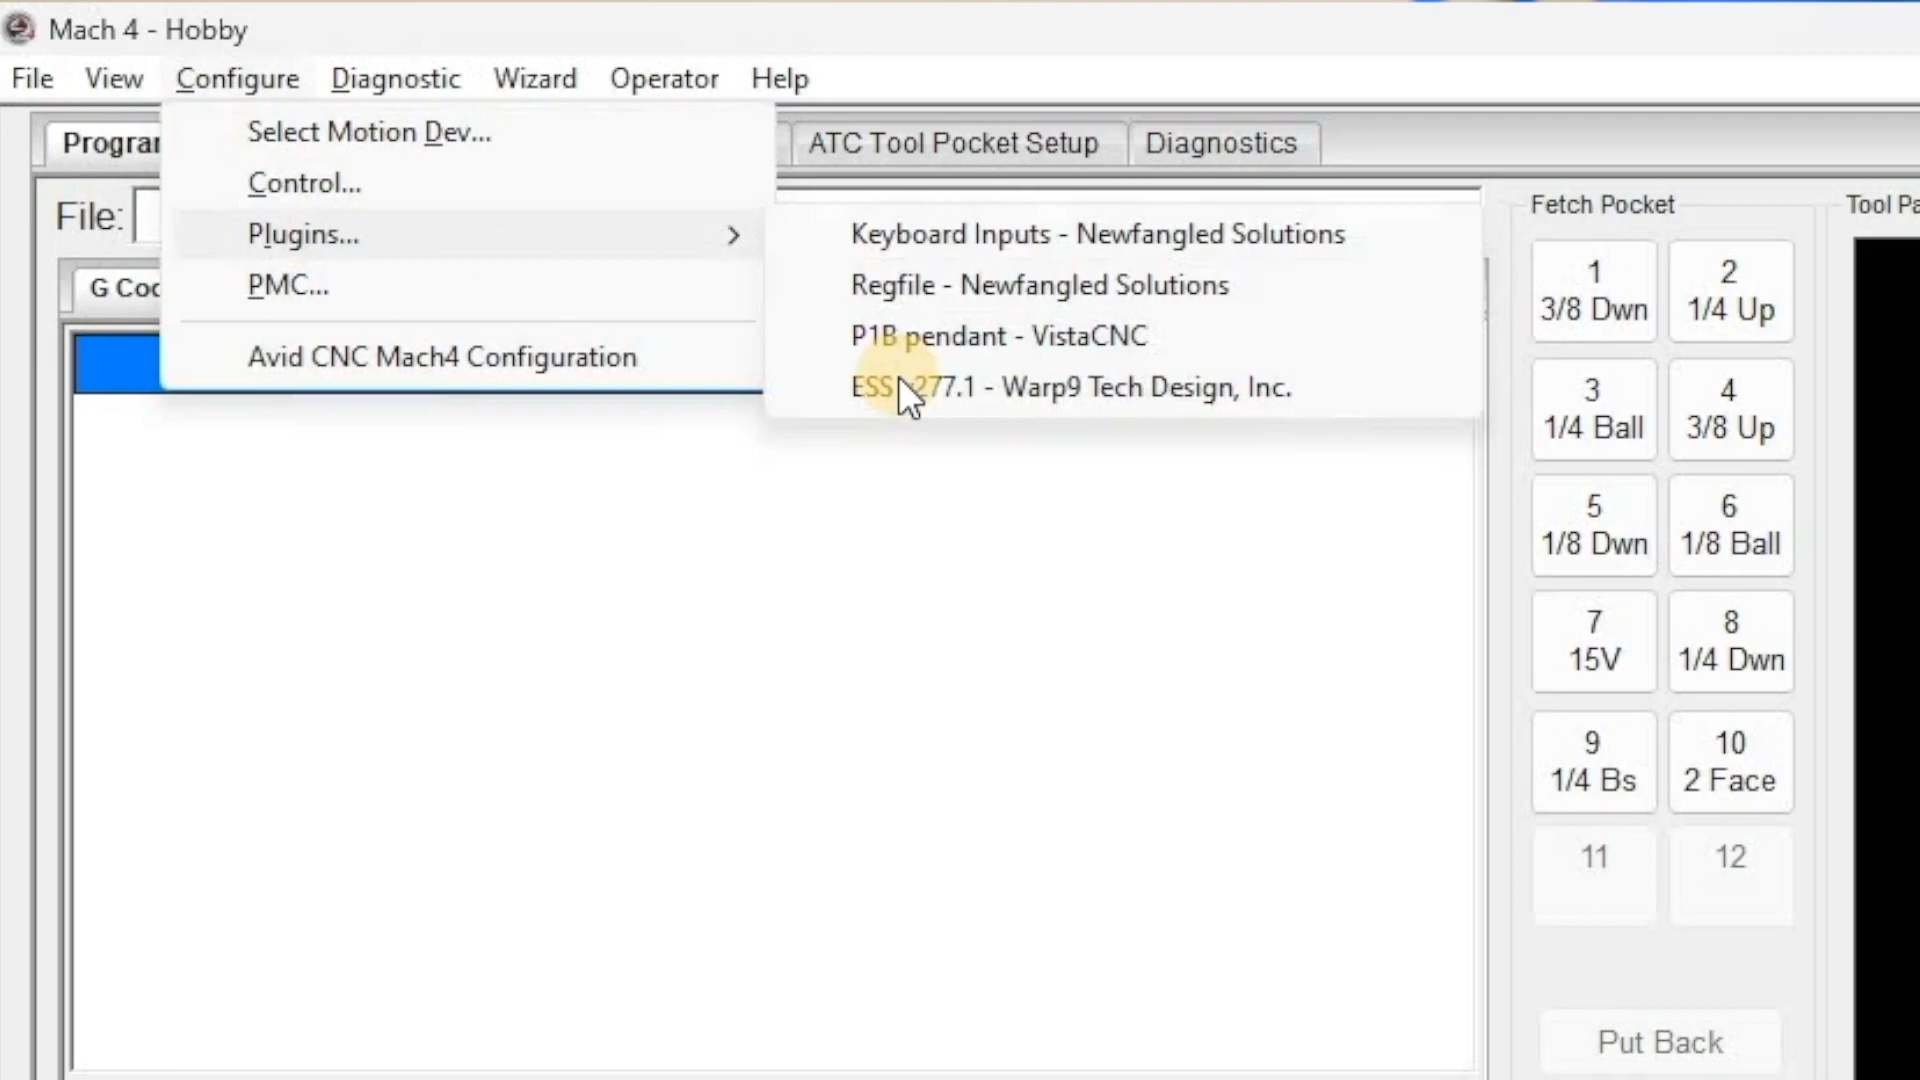 Mach 4 - Hobby
File View Configure Diagnostic Wizard Operator Help
Select Motion Dev...
Control...
Plugins...
PMC...
Avid CNC Mach4 Configuration
Keyboard Inputs - Newfangled Solutions
Regfile - Newfangled Solutions
P1B pendant - VistaCNC
ESS 277.1 - Warp9 Tech Design, Inc.
ATC Tool Pocket Setup
Diagnostics
File:
Fetch Pocket
Tool
1
3/8 Dwn
2
1/4 Up
3
1/4 Ball
4
3/8 Up
5
1/8 Dwn
6
1/8 Ball
7
15V
8
1/4 Dwn
9
1/4 Bs
10
2 Face
11
12
Put Back